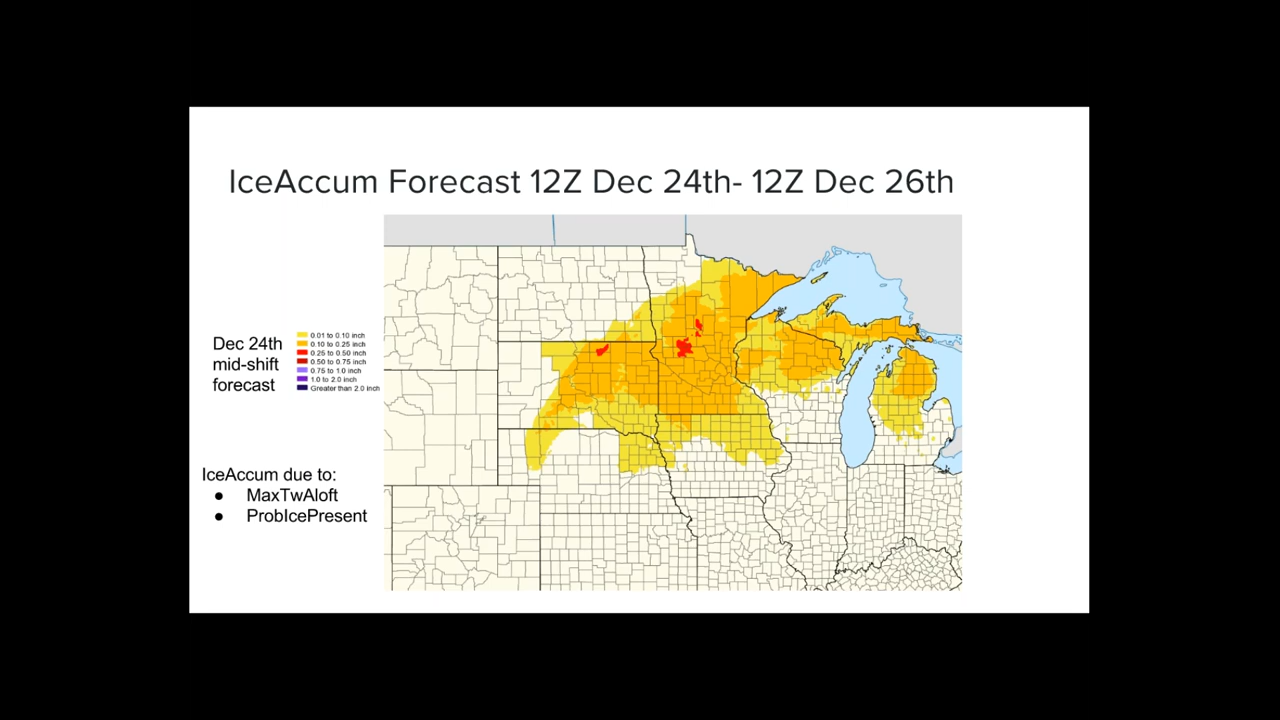 IceAccum Forecast 12Z Dec 24th- 12Z Dec 26th
Dec 24th
mid-shift
forecast
0.01 to 0.10 inch
0.10 to 0.25 inch
0.25 to 0.50 inch
0.50 to 0.75 inch
0.75 to 1.0 inch
1.0 to 2.0 inch
Greater than 2.0 inch
IceAccum due to:
● MaxTwAloft
● ProbIcePresent